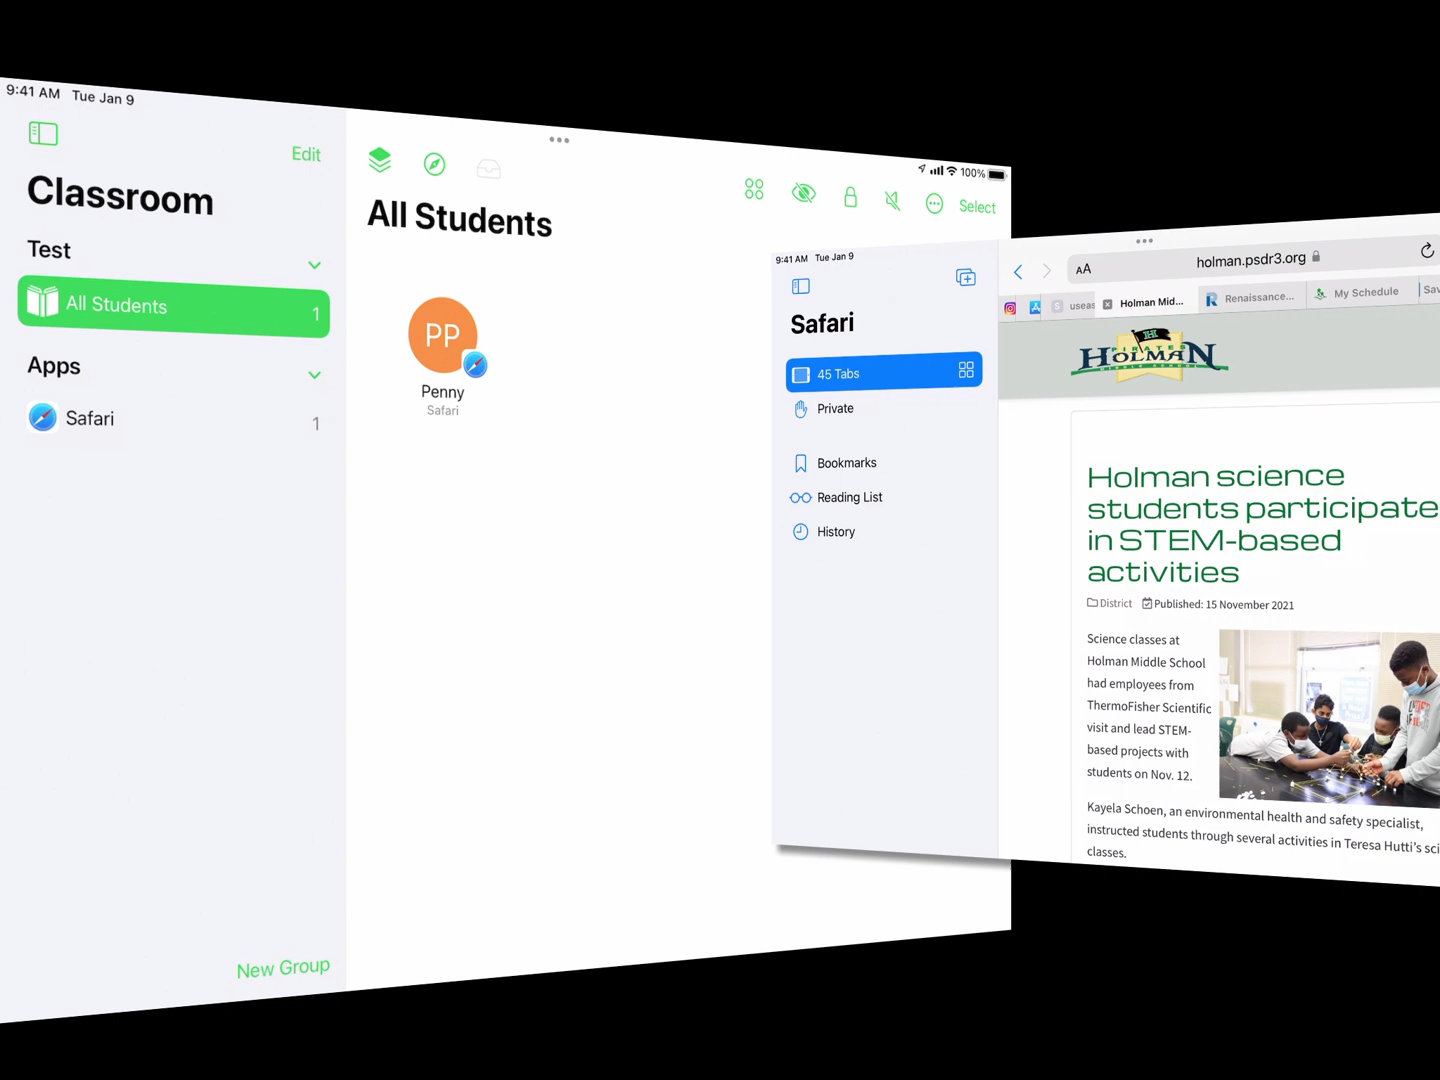 9:41 AM Tue Jan 9
Edit
Classroom
Test
All Students 1
Apps
Safari 1
New Group
100%
Select
All Students
PP
Penny
Safari
9:41 AM Tue Jan 9
Safari
45 Tabs
Private
Bookmarks
Reading List
History
AA holman.psdr3.org
S useas Holman Mid... R Renaissance... My Schedule Sav
H
PIRATES
HOLMAN
MIDDLE SCHOOL
Holman science
students participate
in STEM-based
activities
District Published: 15 November 2021
Science classes at
Holman Middle School
had employees from
ThermoFisher Scientific
visit and lead STEM-
based projects with
students on Nov. 12.
Kayela Schoen, an environmental health and safety specialist,
instructed students through several activities in Teresa Hutti's sci
classes.